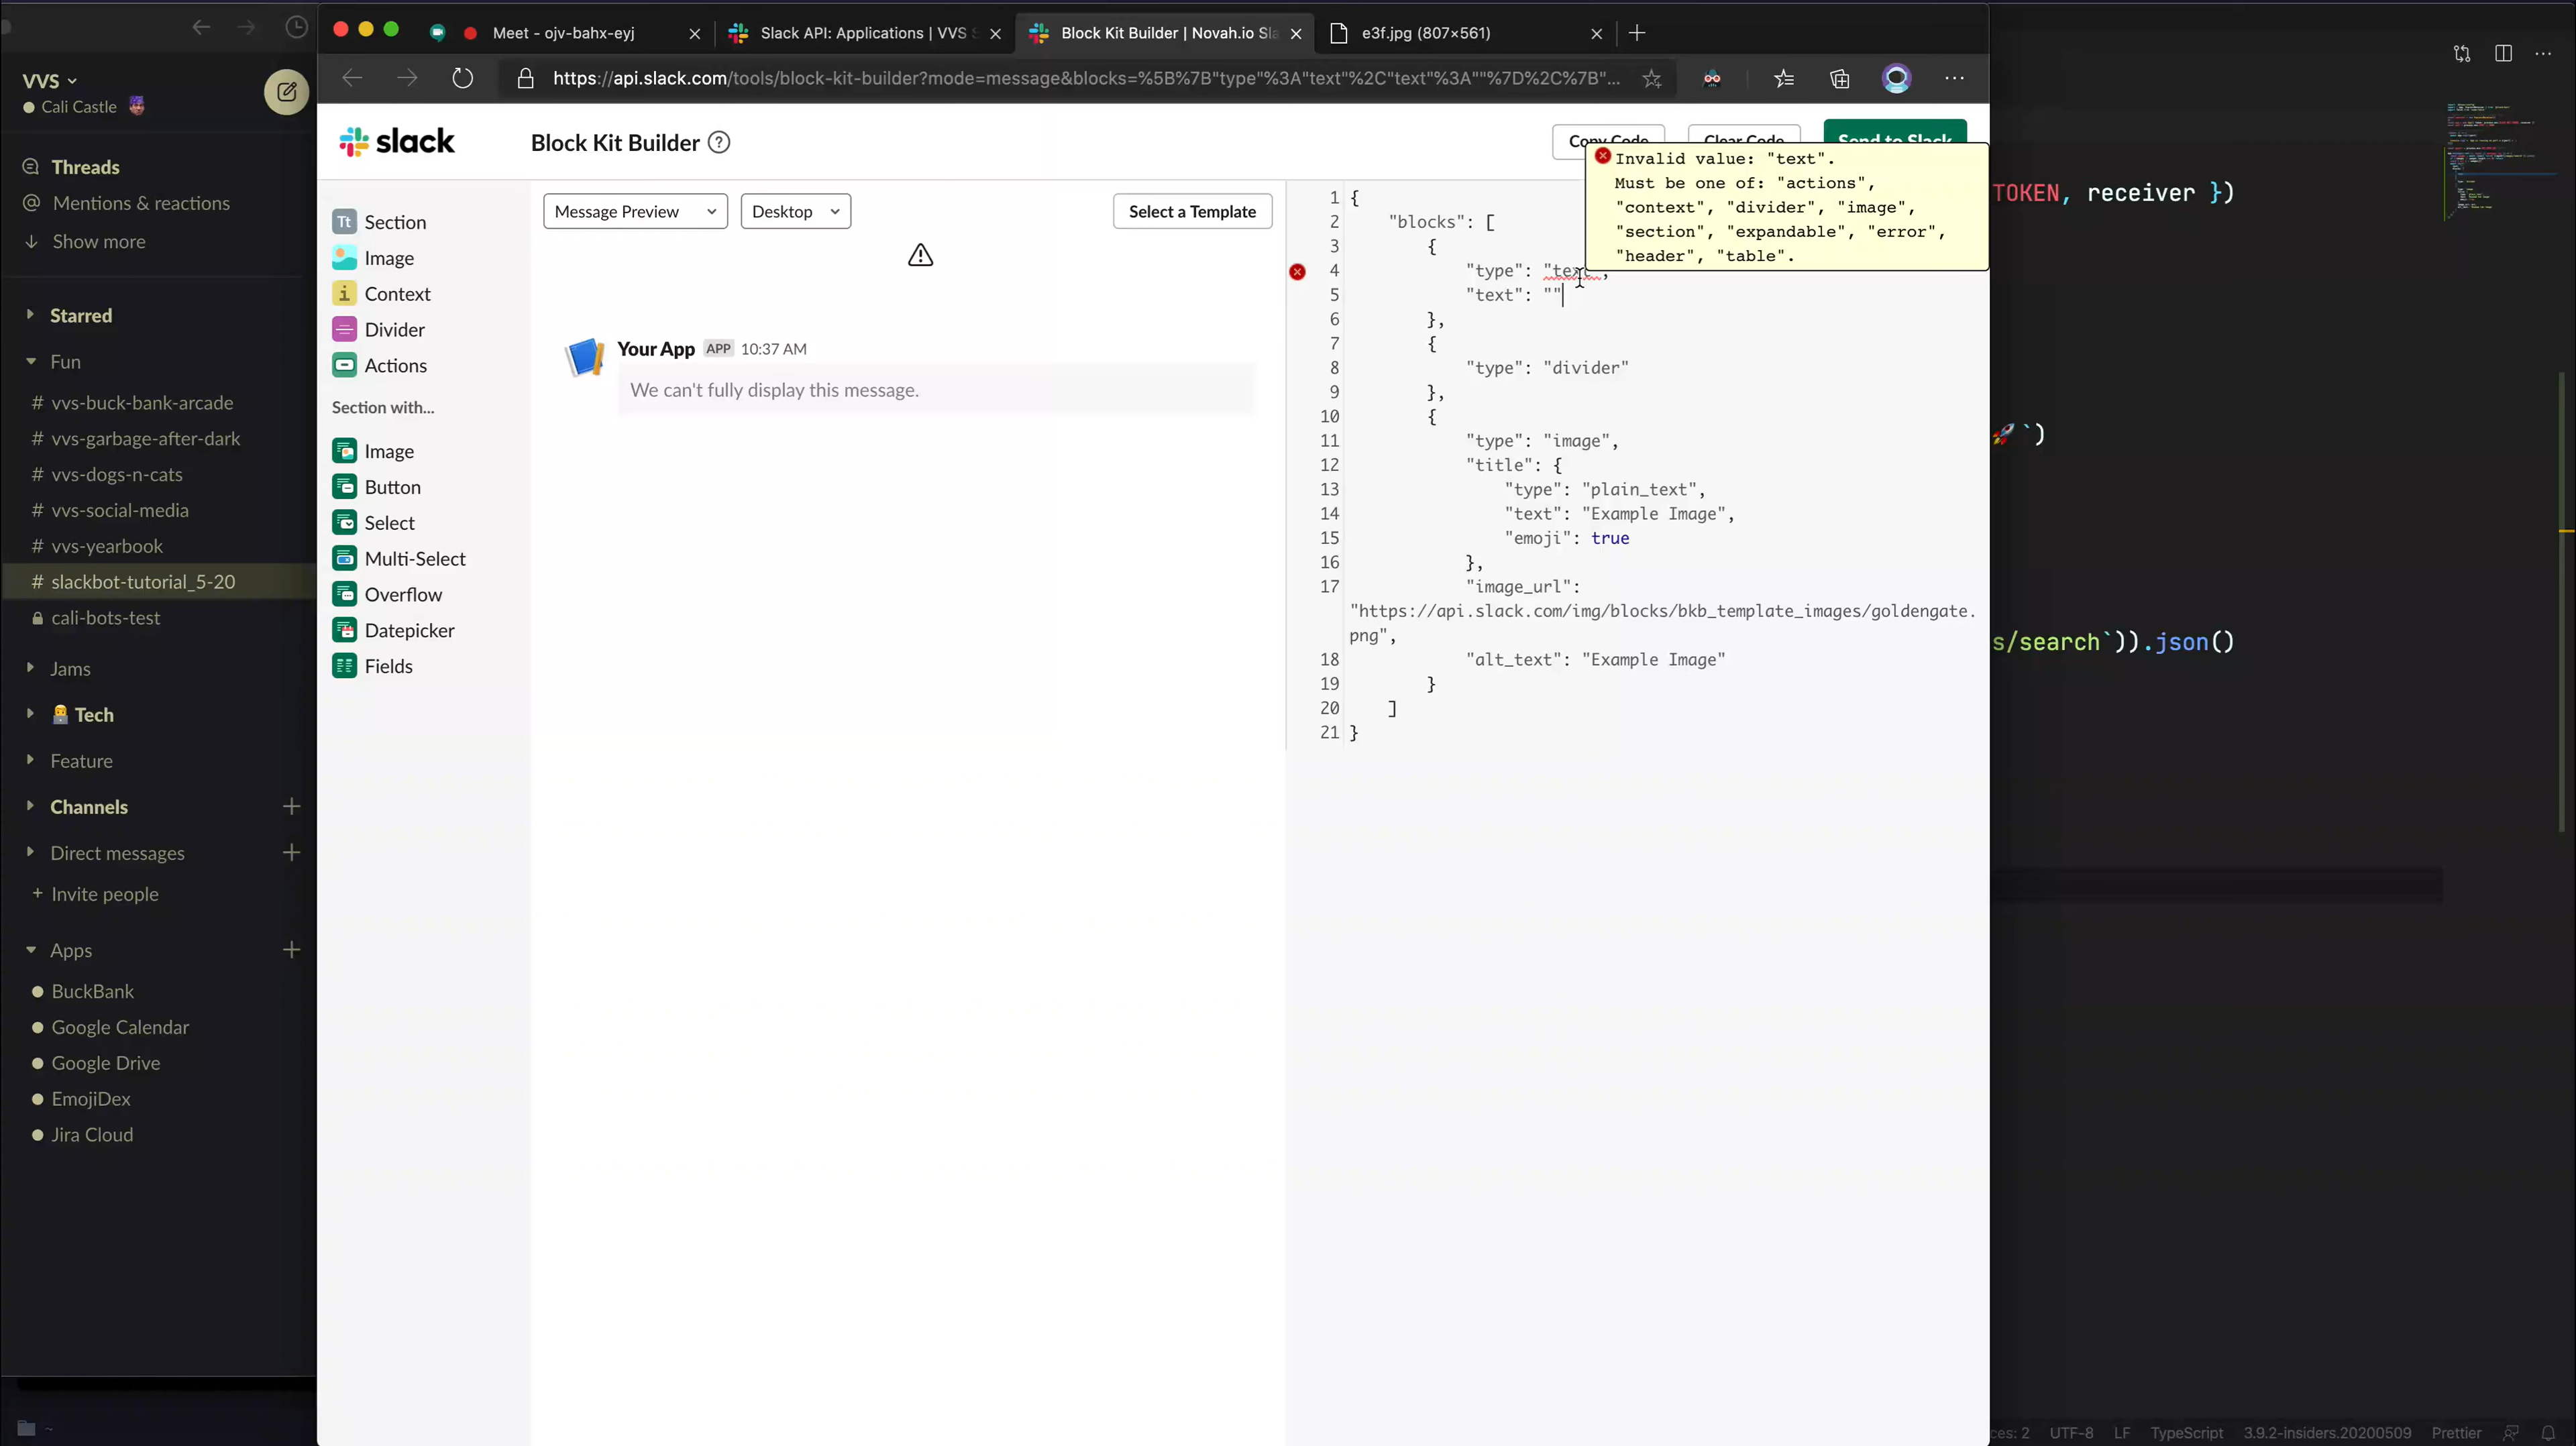 VVS
Cali Castle
Threads
Mentions & reactions
Show more
Starred
Fun
# vvs-buck-bank-arcade
# vvs-garbage-after-dark
# vvs-dogs-n-cats
# vvs-social-media
# vvs-yearbook
# slackbot-tutorial_5-20
cali-bots-test
Jams
Tech
Feature
Channels
Direct messages
+ Invite people
Apps
BuckBank
Google Calendar
Google Drive
EmojiDex
Jira Cloud
~
Meet - ojv-bahx-eyj
Slack API: Applications | VVS S
Block Kit Builder | Novah.io Sla
e3f.jpg (807×561)
https://api.slack.com/tools/block-kit-builder?mode=message&blocks=%5B%7B"type"%3A"text"%2C"text"%3A""%7D%2C%7B"...
slack
Block Kit Builder ?
Copy Code
Clear Code
Send to Slack
Tt Section
Image
i Context
Divider
Actions
Section with...
Image
Button
Select
Multi-Select
Overflow
Datepicker
Fields
Message Preview
Desktop
Select a Template
Your App APP 10:37 AM
We can't fully display this message.
Invalid value: "text".
Must be one of: "actions",
"context", "divider", "image",
"section", "expandable", "error",
"header", "table".
1 {
2 "blocks": [
3 {
4 "type": "text",
5 "text": ""
6 },
7 {
8 "type": "divider"
9 },
10 {
11 "type": "image",
12 "title": {
13 "type": "plain_text",
14 "text": "Example Image",
15 "emoji": true
16 },
17 "image_url":
"https://api.slack.com/img/blocks/bkb_template_images/goldengate.
png",
18 "alt_text": "Example Image"
19 }
20 ]
21 }
TOKEN, receiver })
`)
s/search`)).json()
ces: 2 UTF-8 LF TypeScript 3.9.2-insiders.20200509 Prettier